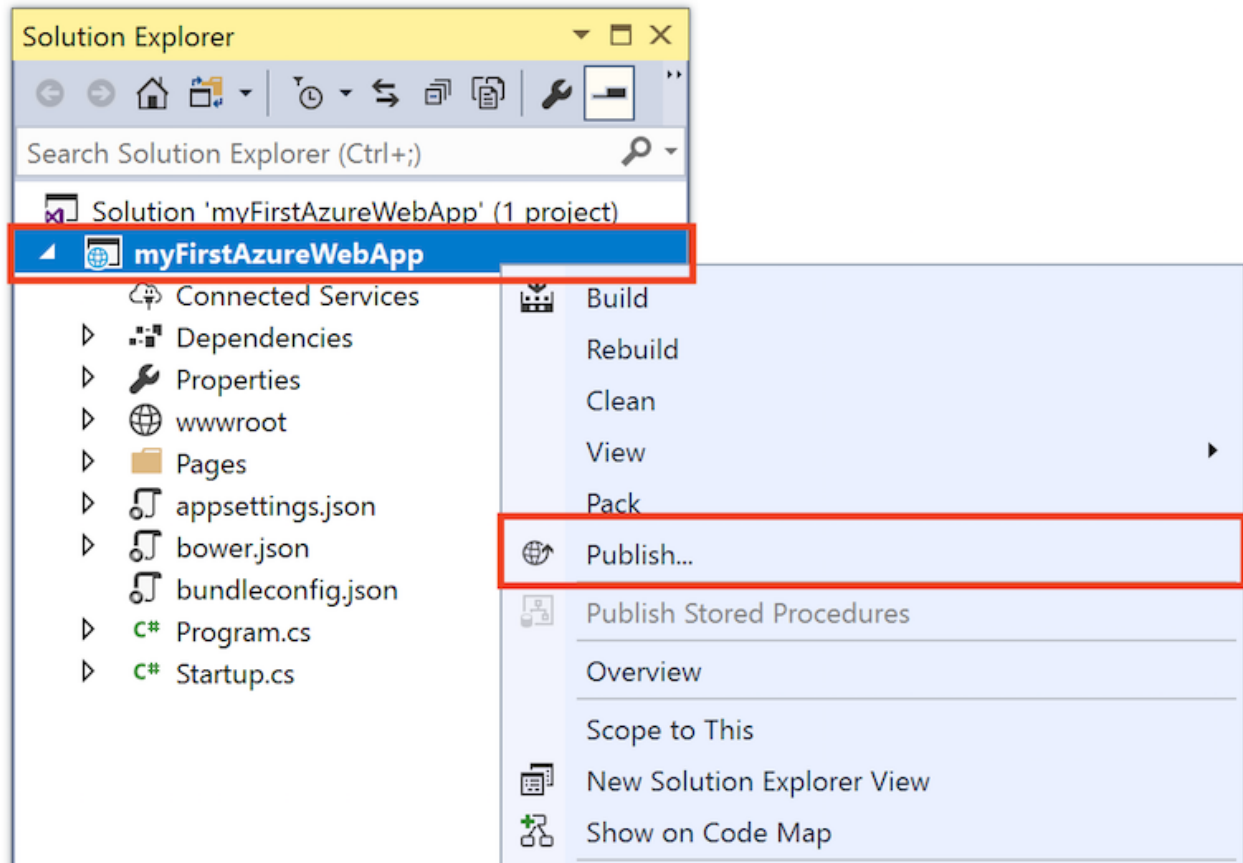 Solution Explorer
Search Solution Explorer (Ctrl+;)
Solution 'myFirstAzureWebApp' (1 project)
myFirstAzureWebApp
Connected Services
Dependencies
Properties
wwwroot
Pages
appsettings.json
bower.json
bundleconfig.json
C# Program.cs
C# Startup.cs
Build
Rebuild
Clean
View
Pack
Publish...
Publish Stored Procedures
Overview
Scope to This
New Solution Explorer View
Show on Code Map